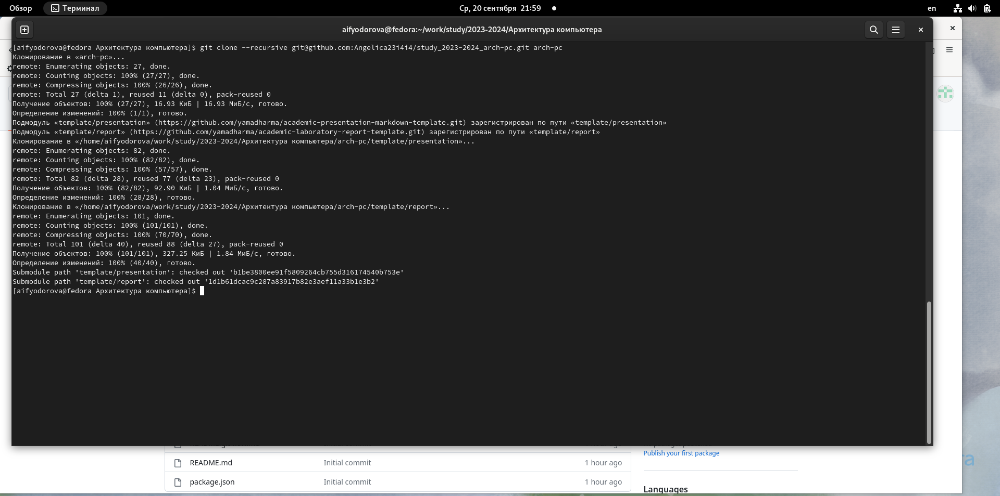 Обзор
Терминал
Ср, 20 сентября 21:59
en
aifyodorova@fedora:~/work/study/2023-2024/Архитектура компьютера
[aifyodorova@fedora Архитектура компьютера]$ git clone --recursive git@github.com:Angelica23i4i4/study_2023-2024_arch-pc.git arch-pc
Клонирование в «arch-pc»...
remote: Enumerating objects: 27, done.
remote: Counting objects: 100% (27/27), done.
remote: Compressing objects: 100% (26/26), done.
remote: Total 27 (delta 1), reused 11 (delta 0), pack-reused 0
Получение объектов: 100% (27/27), 16.93 КиБ | 16.93 МиБ/с, готово.
Определение изменений: 100% (1/1), готово.
Подмодуль «template/presentation» (https://github.com/yamadharma/academic-presentation-markdown-template.git) зарегистрирован по пути «template/presentation»
Подмодуль «template/report» (https://github.com/yamadharma/academic-laboratory-report-template.git) зарегистрирован по пути «template/report»
Клонирование в «/home/aifyodorova/work/study/2023-2024/Архитектура компьютера/arch-pc/template/presentation»...
remote: Enumerating objects: 82, done.
remote: Counting objects: 100% (82/82), done.
remote: Compressing objects: 100% (57/57), done.
remote: Total 82 (delta 28), reused 77 (delta 23), pack-reused 0
Получение объектов: 100% (82/82), 92.90 КиБ | 1.04 МиБ/с, готово.
Определение изменений: 100% (28/28), готово.
Клонирование в «/home/aifyodorova/work/study/2023-2024/Архитектура компьютера/arch-pc/template/report»...
remote: Enumerating objects: 101, done.
remote: Counting objects: 100% (101/101), done.
remote: Compressing objects: 100% (70/70), done.
remote: Total 101 (delta 40), reused 88 (delta 27), pack-reused 0
Получение объектов: 100% (101/101), 327.25 КиБ | 1.84 МиБ/с, готово.
Определение изменений: 100% (40/40), готово.
Submodule path 'template/presentation': checked out 'b1be3800ee91f5809264cb755d316174540b753e'
Submodule path 'template/report': checked out '1d1b61dcac9c287a83917b82e3aef11a33b1e3b2'
[aifyodorova@fedora Архитектура компьютера]$
Publish your first package
README.md Initial commit 1 hour ago
package.json Initial commit 1 hour ago
Languages